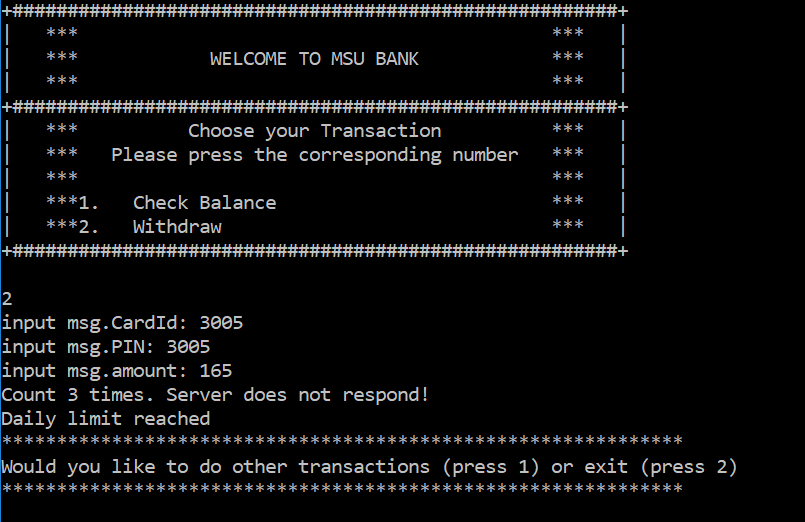 +#######################################################+
|   ***                                           ***   |
|   ***            WELCOME TO MSU BANK            ***   |
|   ***                                           ***   |
+#######################################################+
|   ***          Choose your Transaction          ***   |
|   ***   Please press the corresponding number   ***   |
|   ***                                           ***   |
|   ***1.   Check Balance                         ***   |
|   ***2.   Withdraw                              ***   |
+#######################################################+
2
input msg.CardId: 3005
input msg.PIN: 3005
input msg.amount: 165
Count 3 times. Server does not respond!
Daily limit reached
**************************************************************
Would you like to do other transactions (press 1) or exit (press 2)
**************************************************************